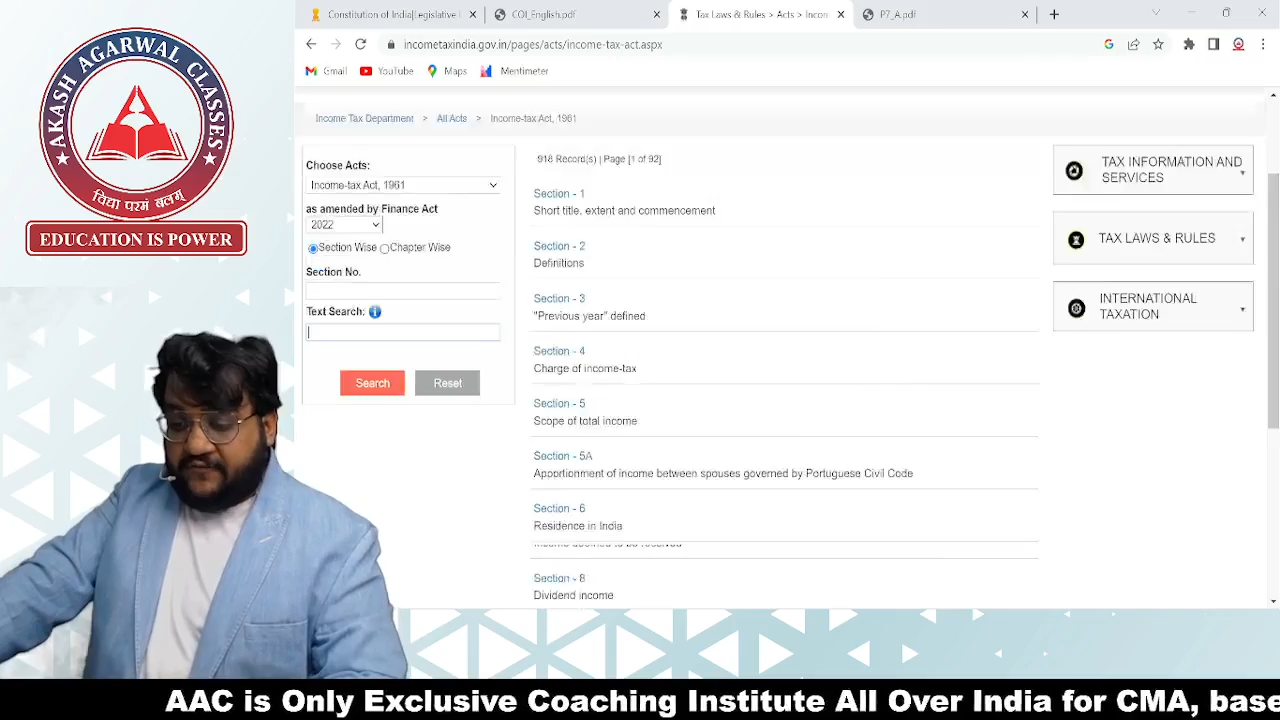 AKASH AGARWAL CLASSES
विद्या परमं बलम्
EDUCATION IS POWER
Constitution of India|Legislative
COI_English.pdf
Tax Laws & Rules > Acts > Incon
P7_A.pdf
incometaxindia.gov.in/pages/acts/income-tax-act.aspx
Gmail
YouTube
Maps
Mentimeter
Income Tax Department > All Acts > Income-tax Act, 1961
Choose Acts:
Income-tax Act, 1961
as amended by Finance Act
2022
Section Wise Chapter Wise
Section No.
Text Search:
Search Reset
918 Record(s) | Page [1 of 92]
Section - 1
Short title, extent and commencement
Section - 2
Definitions
Section - 3
"Previous year" defined
Section - 4
Charge of income-tax
Section - 5
Scope of total income
Section - 5A
Apportionment of income between spouses governed by Portuguese Civil Code
Section - 6
Residence in India
Section - 8
Dividend income
TAX INFORMATION AND
SERVICES
TAX LAWS & RULES
INTERNATIONAL
TAXATION
AAC is Only Exclusive Coaching Institute All Over India for CMA, base